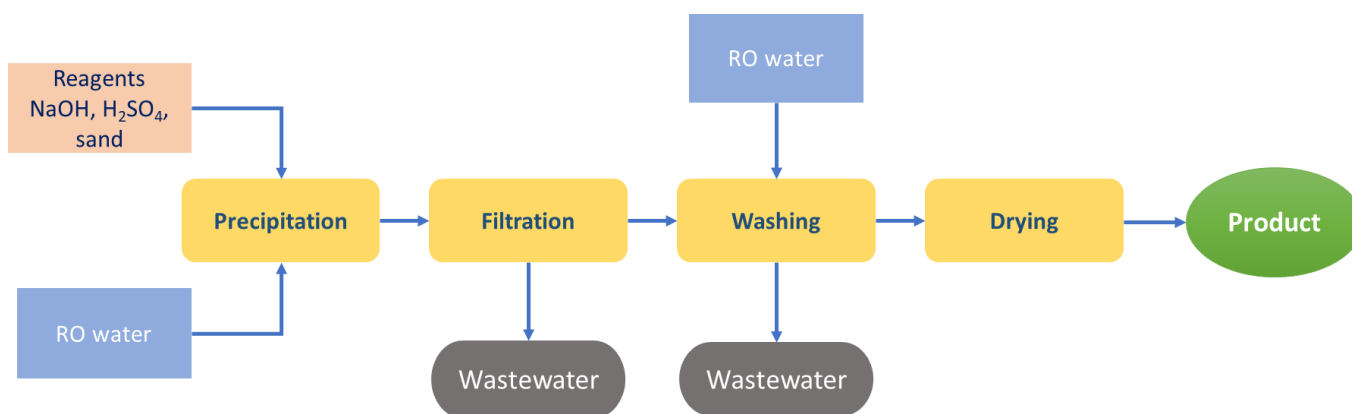 RO water
Reagents
NaOH, H₂SO₄,
sand
Precipitation
Filtration
Washing
Drying
Product
RO water
Wastewater
Wastewater